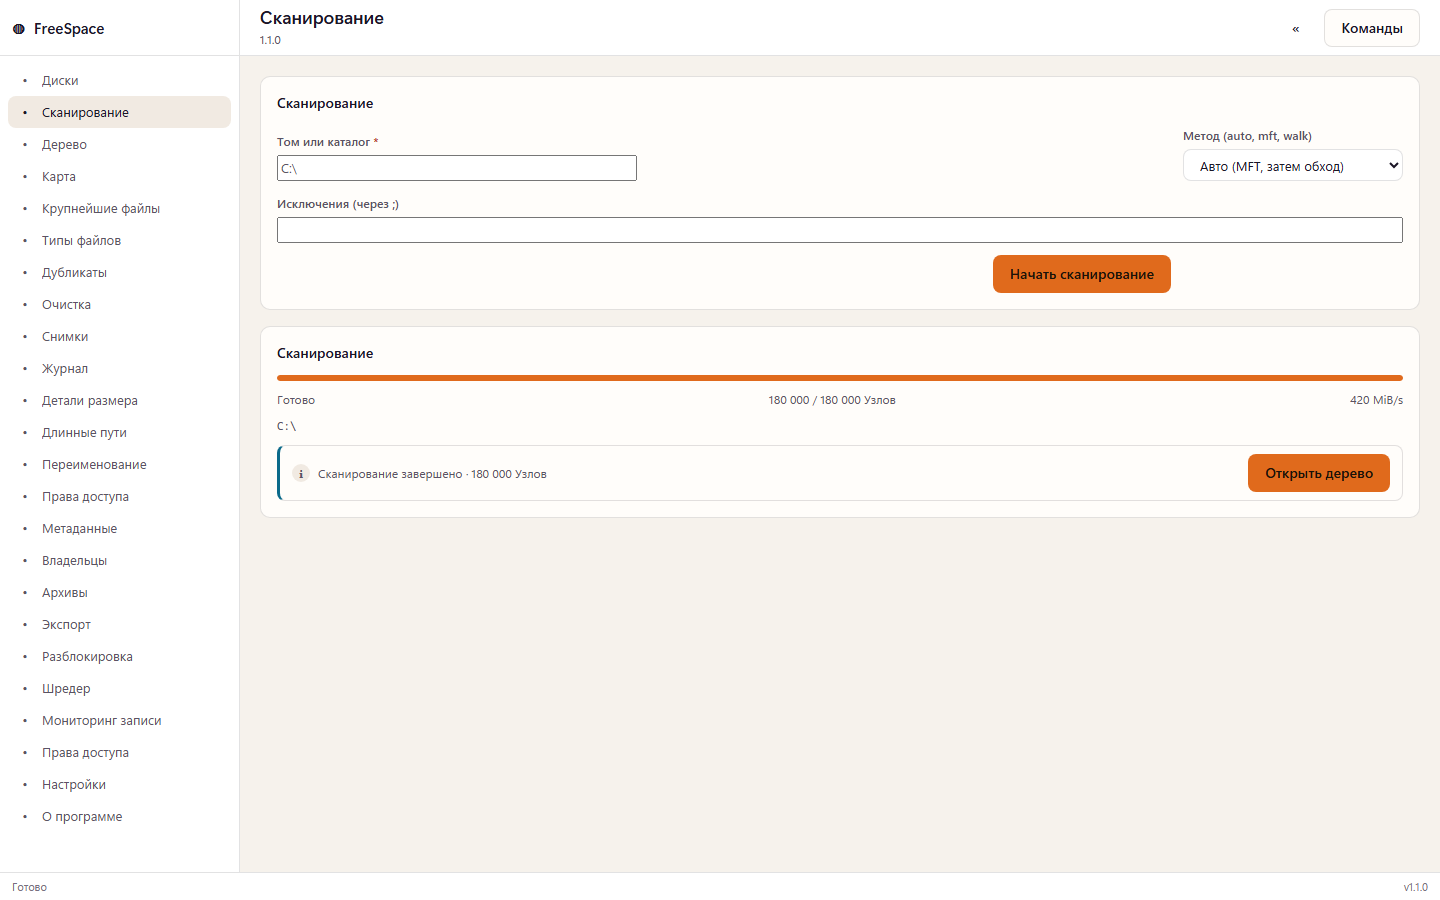 FreeSpace
Сканирование
1.1.0
«
Команды
• Диски
• Сканирование
• Дерево
• Карта
• Крупнейшие файлы
• Типы файлов
• Дубликаты
• Очистка
• Снимки
• Журнал
• Детали размера
• Длинные пути
• Переименование
• Права доступа
• Метаданные
• Владельцы
• Архивы
• Экспорт
• Разблокировка
• Шредер
• Мониторинг записи
• Права доступа
• Настройки
• О программе
Сканирование
Том или каталог *
C:\
Метод (auto, mft, walk)
Авто (MFT, затем обход)
Исключения (через ;)
Начать сканирование
Сканирование
Готово
180 000 / 180 000 Узлов
420 MiB/s
C:\
i Сканирование завершено · 180 000 Узлов
Открыть дерево
Готово
v1.1.0